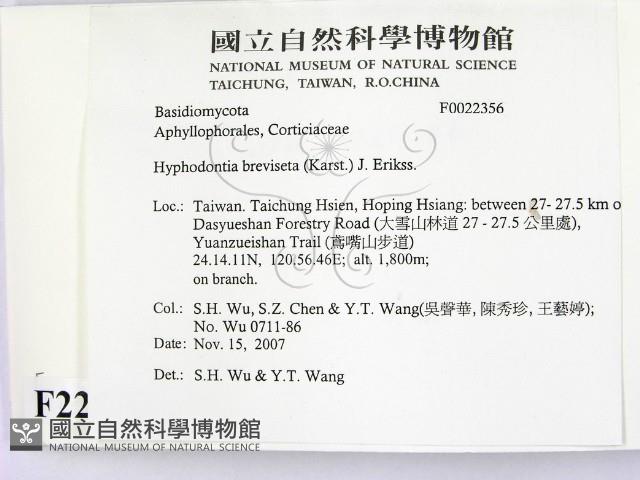 國立自然科學博物館
NATIONAL MUSEUM OF NATURAL SCIENCE
TAICHUNG, TAIWAN, R.O.CHINA
Basidiomycota F0022356
Aphyllophorales, Corticiaceae
Hyphodontia breviseta (Karst.) J. Erikss.
Loc.: Taiwan. Taichung Hsien, Hoping Hsiang: between 27- 27.5 km o
Dasyueshan Forestry Road (大雪山林道 27 - 27.5 公里處),
Yuanzueishan Trail (鳶嘴山步道)
24.14.11N, 120.56.46E; alt. 1,800m;
on branch.
Col.: S.H. Wu, S.Z. Chen & Y.T. Wang(吳聲華, 陳秀珍, 王藝婷);
No. Wu 0711-86
Date: Nov. 15, 2007
Det.: S.H. Wu & Y.T. Wang
F22
國立自然科學博物館
NATIONAL MUSEUM OF NATURAL SCIENCE